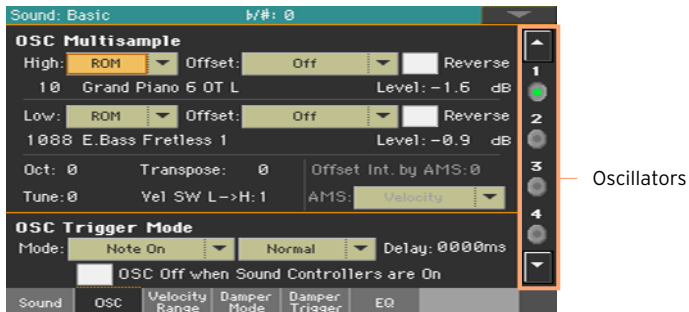 Sound: Basic b/#: 0
OSC Multisample
High: ROM Offset: Off Reverse
10 Grand Piano 6 OT L Level: -1.6 dB
Low: ROM Offset: Off Reverse
1088 E.Bass Fretless 1 Level: -0.9 dB
Oct: 0 Transpose: 0 Offset Int. by AMS: 0
Tune: 0 Vel SW L->H: 1 AMS: Velocity
OSC Trigger Mode
Mode: Note On Normal Delay: 0000ms
OSC Off when Sound Controllers are On
Sound OSC Velocity Range Damper Mode Damper Trigger EQ
1
2
3
4
Oscillators